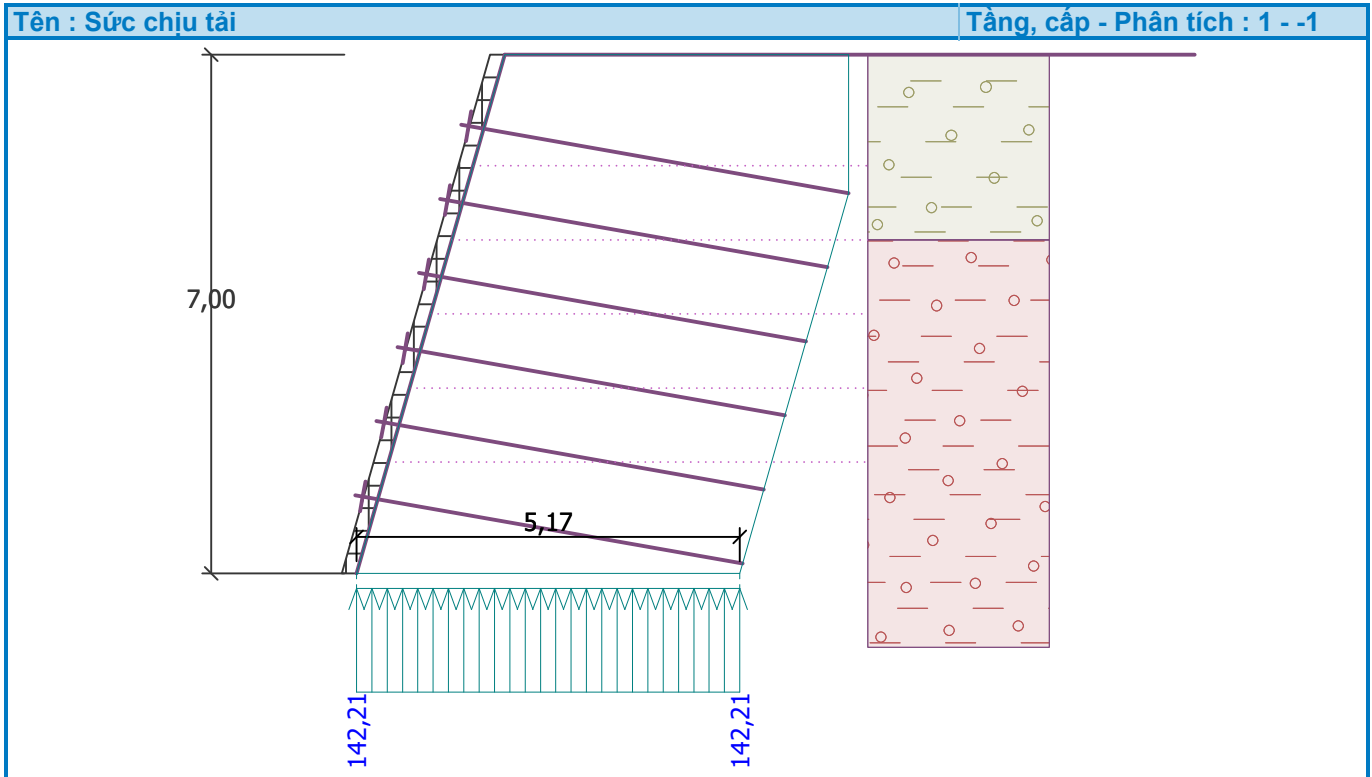 Tên : Sức chịu tải
Tầng, cấp - Phân tích : 1 - -1
7,00
5,17
142,21
142,21